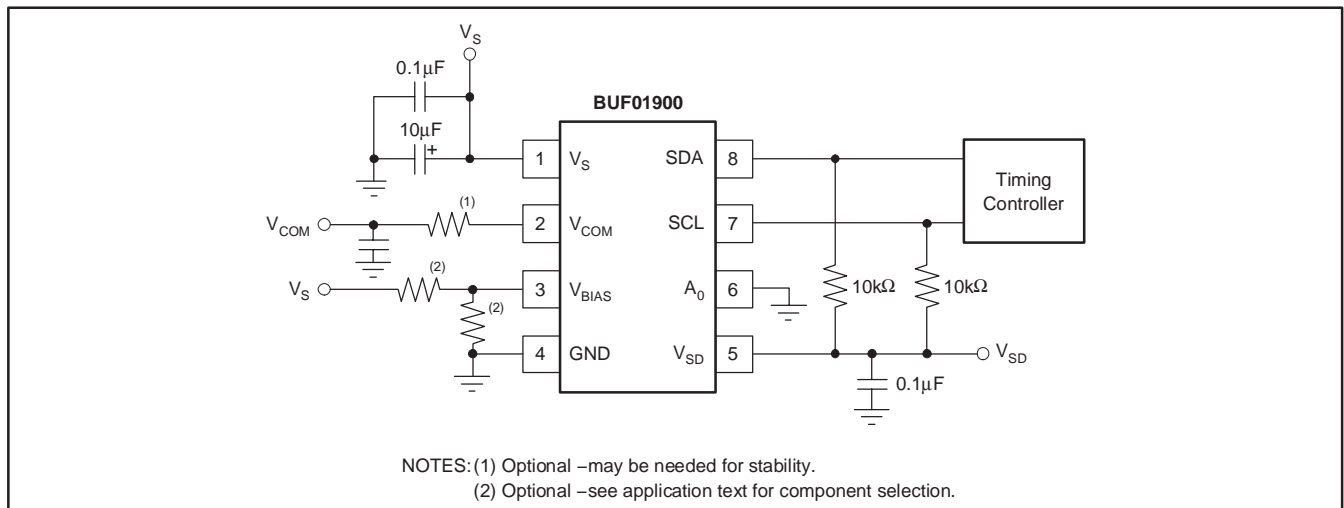 V_S
0.1μF
10μF
+
BUF01900
1 V_S SDA 8
V_COM (1) 2 V_COM SCL 7
V_S (2) 3 V_BIAS A_0 6
(2)
4 GND V_SD 5
Timing
Controller
10kΩ 10kΩ
V_SD
0.1μF
NOTES: (1) Optional –may be needed for stability.
(2) Optional –see application text for component selection.